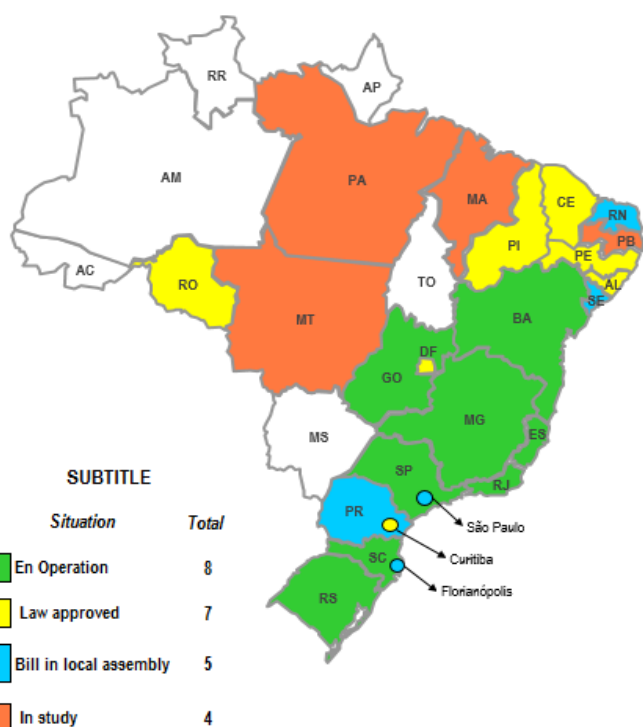 RR
AP
AM
PA
MA
CE
RN
PB
PI
PE
AL
SE
AC
RO
TO
BA
MT
DF
GO
MG
ES
MS
SP
RJ
PR
São Paulo
Curitiba
SC
Florianópolis
RS
SUBTITLE
Situation Total
En Operation 8
Law approved 7
Bill in local assembly 5
In study 4